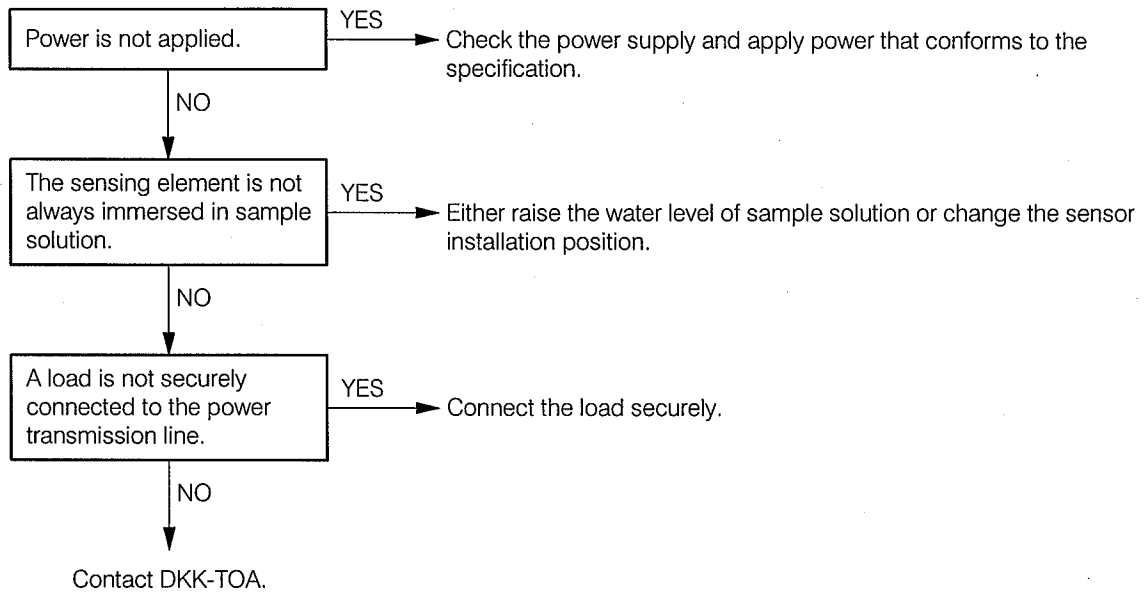 Power is not applied.
YES
Check the power supply and apply power that conforms to the
specification.
NO
The sensing element is not
always immersed in sample
solution.
YES
Either raise the water level of sample solution or change the sensor
installation position.
NO
A load is not securely
connected to the power
transmission line.
YES
Connect the load securely.
NO
Contact DKK-TOA.